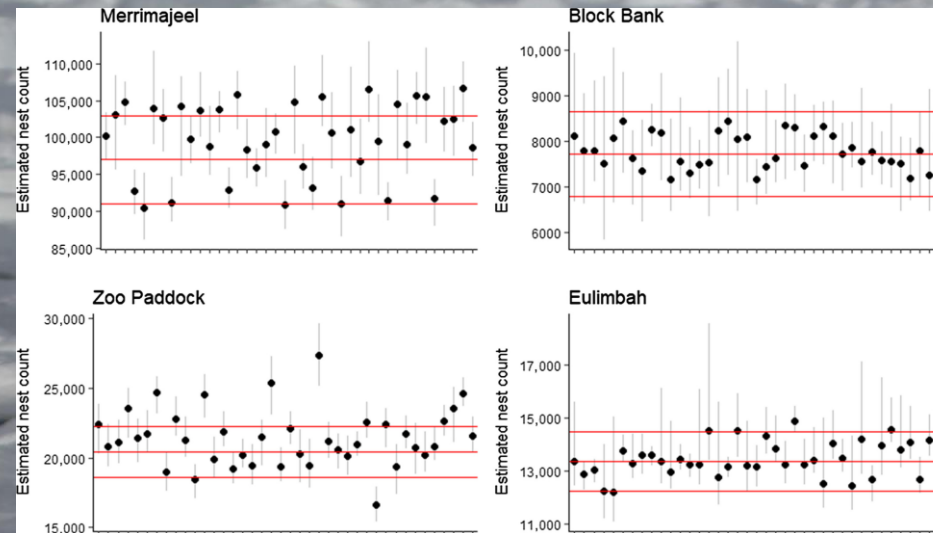 Merrimajeel
Estimated nest count
110,000
105,000
100,000
95,000
90,000
85,000
Block Bank
Estimated nest count
10,000
9000
8000
7000
6000
Zoo Paddock
Estimated nest count
30,000
25,000
20,000
15,000
Eulimbah
Estimated nest count
17,000
15,000
13,000
11,000